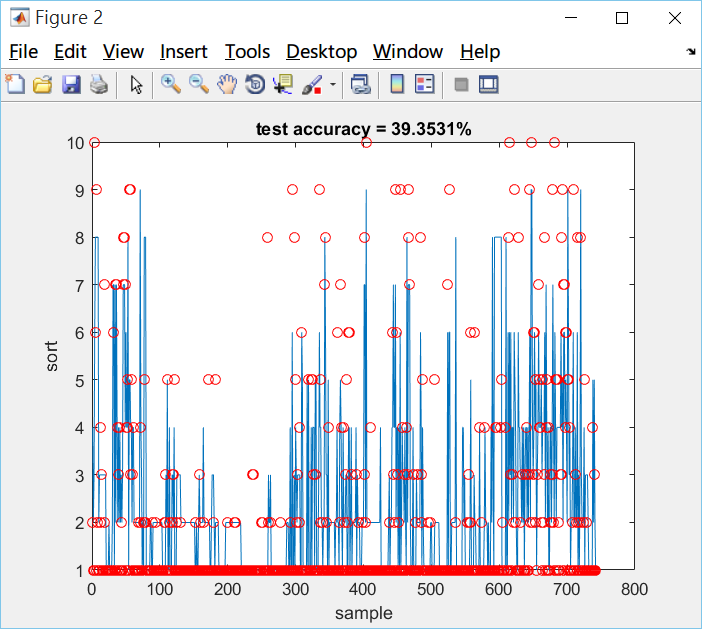 Figure 2
File Edit View Insert Tools Desktop Window Help
test accuracy = 39.3531%
10
9
8
7
6
5
4
3
2
1
sort
0 100 200 300 400 500 600 700 800
sample